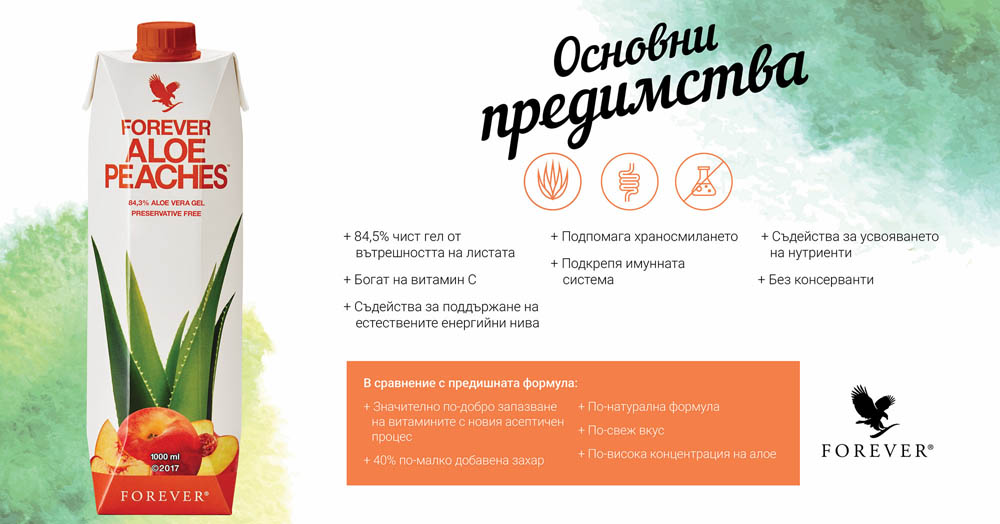 FOREVER
ALOE
PEACHES™
84,3% ALOE VERA GEL
PRESERVATIVE FREE
1000 ml
©2017
FOREVER®
Основни
предимства
+ 84,5% чист гел от
вътрешността на листата
+ Богат на витамин С
+ Съдейства за поддържане на
естествените енергийни нива
+ Подпомага храносмилането
+ Подкрепя имунната
система
+ Съдейства за усвояването
на нутриенти
+ Без консерванти
В сравнение с предишната формула:
+ Значително по-добро запазване
на витамините с новия асептичен
процес
+ 40% по-малко добавена захар
+ По-натурална формула
+ По-свеж вкус
+ По-висока концентрация на алое
FOREVER®